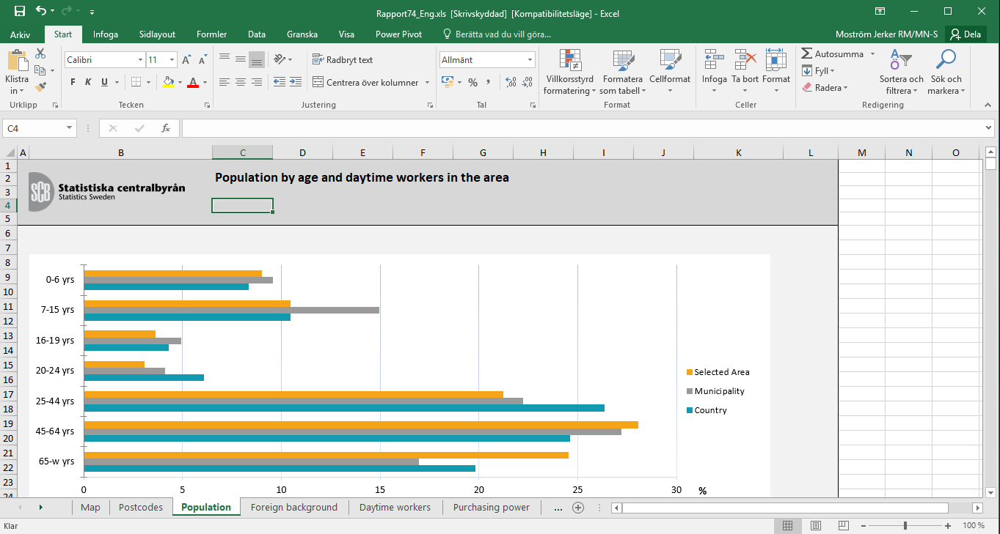 Rapport74_Eng.xls [Skrivskyddad] [Kompatibilitetsläge] - Excel
Arkiv Start Infoga Sidlayout Formler Data Granska Visa Power Pivot Berätta vad du vill göra... Moström Jerker RM/MN-S Dela
Klistra in
Calibri 11
F K U
Radbryt text
Centrera över kolumner
Allmänt
%
Villkorsstyrd formatering
Formatera som tabell
Cellformat
Infoga Ta bort Format
Autosumma
Fyll
Radera
Sortera och filtrera
Sök och markera
Urklipp Tecken Justering Tal Format Celler Redigering
C4 fx
A B C D E F G H I J K L M N O
1
2
3
4
5
6
7
8
9
10
11
12
13
14
15
16
17
18
19
20
21
22
23
24
SCB
Statistiska centralbyrån
Statistics Sweden
Population by age and daytime workers in the area
0-6 yrs
7-15 yrs
16-19 yrs
20-24 yrs
25-44 yrs
45-64 yrs
65-w yrs
Selected Area
Municipality
Country
0 5 10 15 20 25 30 %
Map Postcodes Population Foreign background Daytime workers Purchasing power ...
Klar
100 %